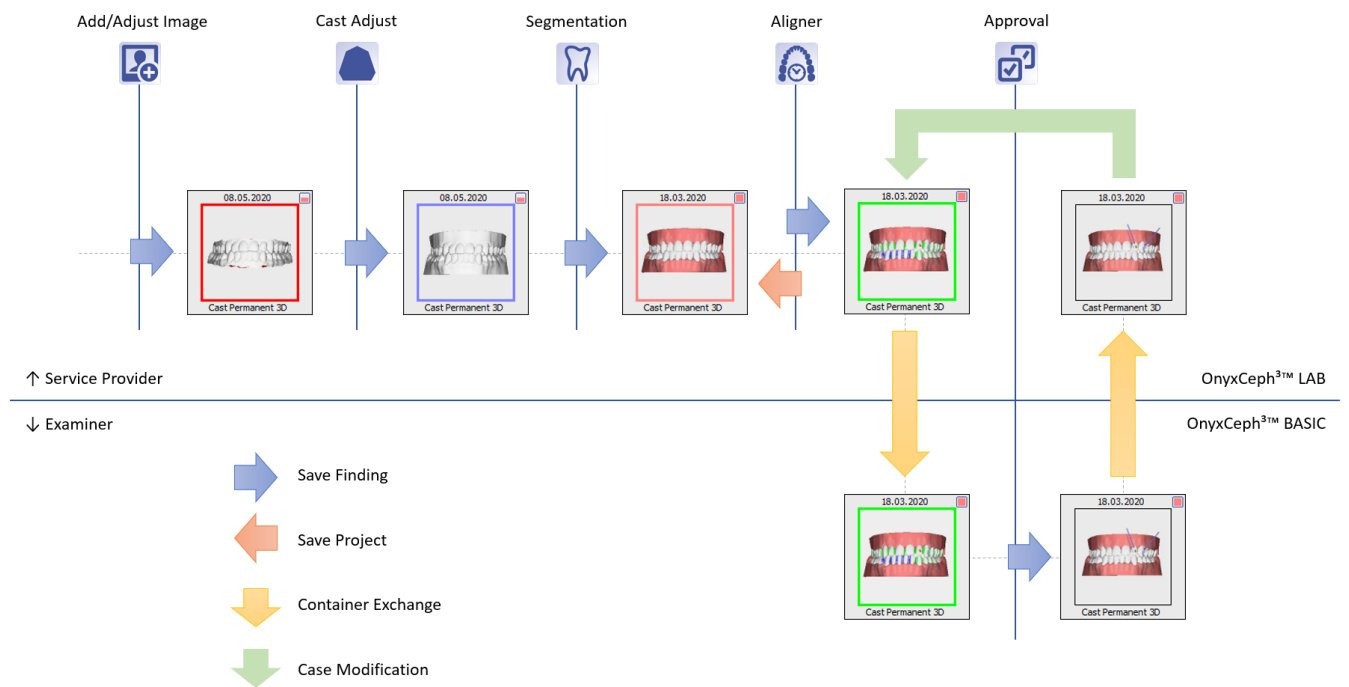 Add/Adjust Image
Cast Adjust
Segmentation
Aligner
Approval
08.05.2020
08.05.2020
18.03.2020
18.03.2020
18.03.2020
Cast Permanent 3D
Cast Permanent 3D
Cast Permanent 3D
Cast Permanent 3D
Cast Permanent 3D
↑ Service Provider
OnyxCeph³™ LAB
↓ Examiner
OnyxCeph³™ BASIC
Save Finding
Save Project
Container Exchange
Case Modification
18.03.2020
18.03.2020
Cast Permanent 3D
Cast Permanent 3D